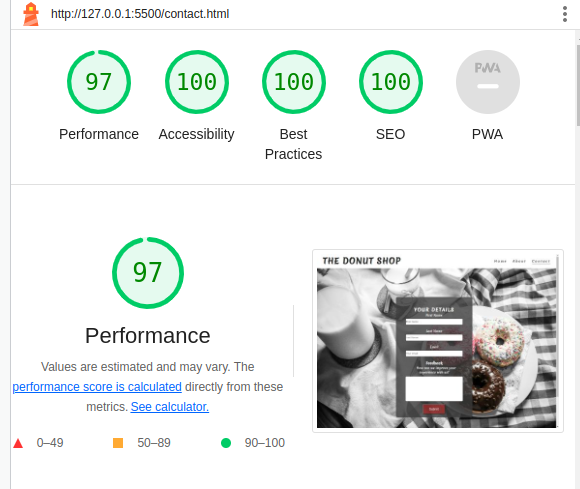 http://127.0.0.1:5500/contact.html
97 100 100 100 PWA
Performance Accessibility Best Practices SEO PWA
97
Performance
Values are estimated and may vary. The
performance score is calculated directly from these
metrics. See calculator.
0–49 50–89 90–100
THE DONUT SHOP
Home About Contact
YOUR DETAILS
First Name
Last Name
Email
Feedback